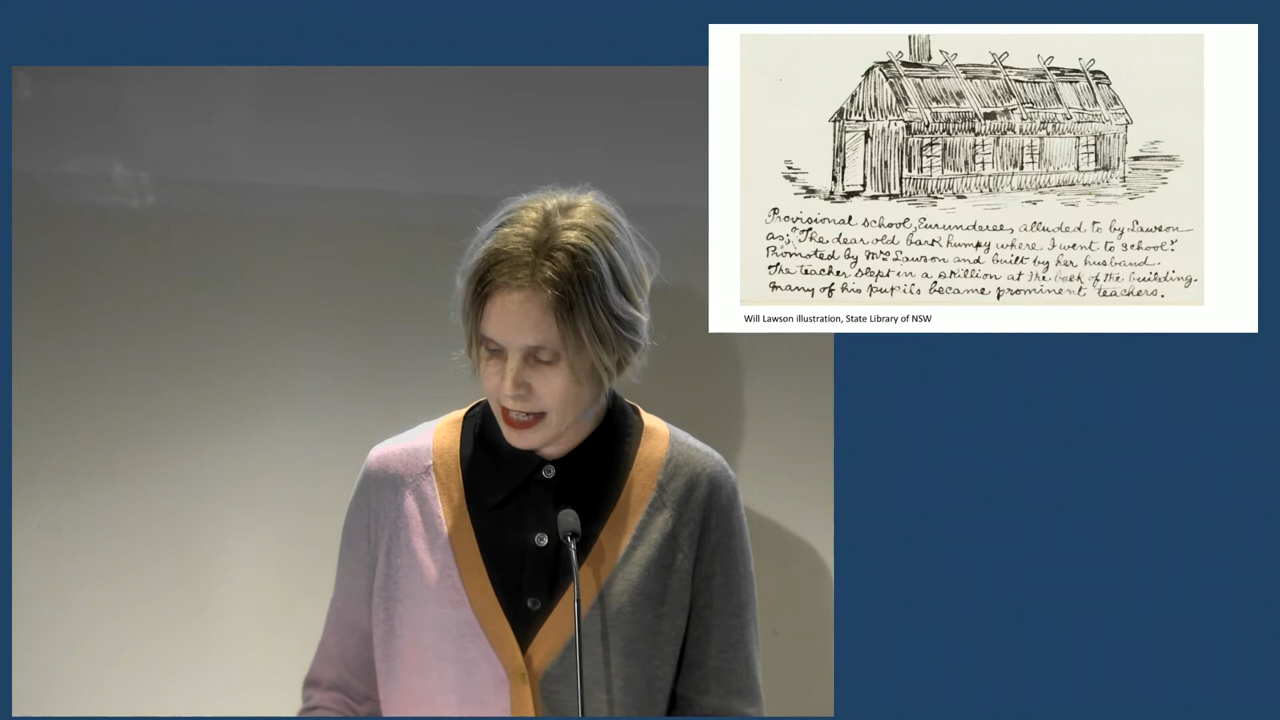 Provisional school, Eurunderee, alluded to by Lawson
as; "The dear old bark humpy where I went to school".
Promoted by Mrs Lawson and built by her husband.
The teacher slept in a skillion at the back of the building.
Many of his pupils became prominent teachers.
Will Lawson illustration, State Library of NSW